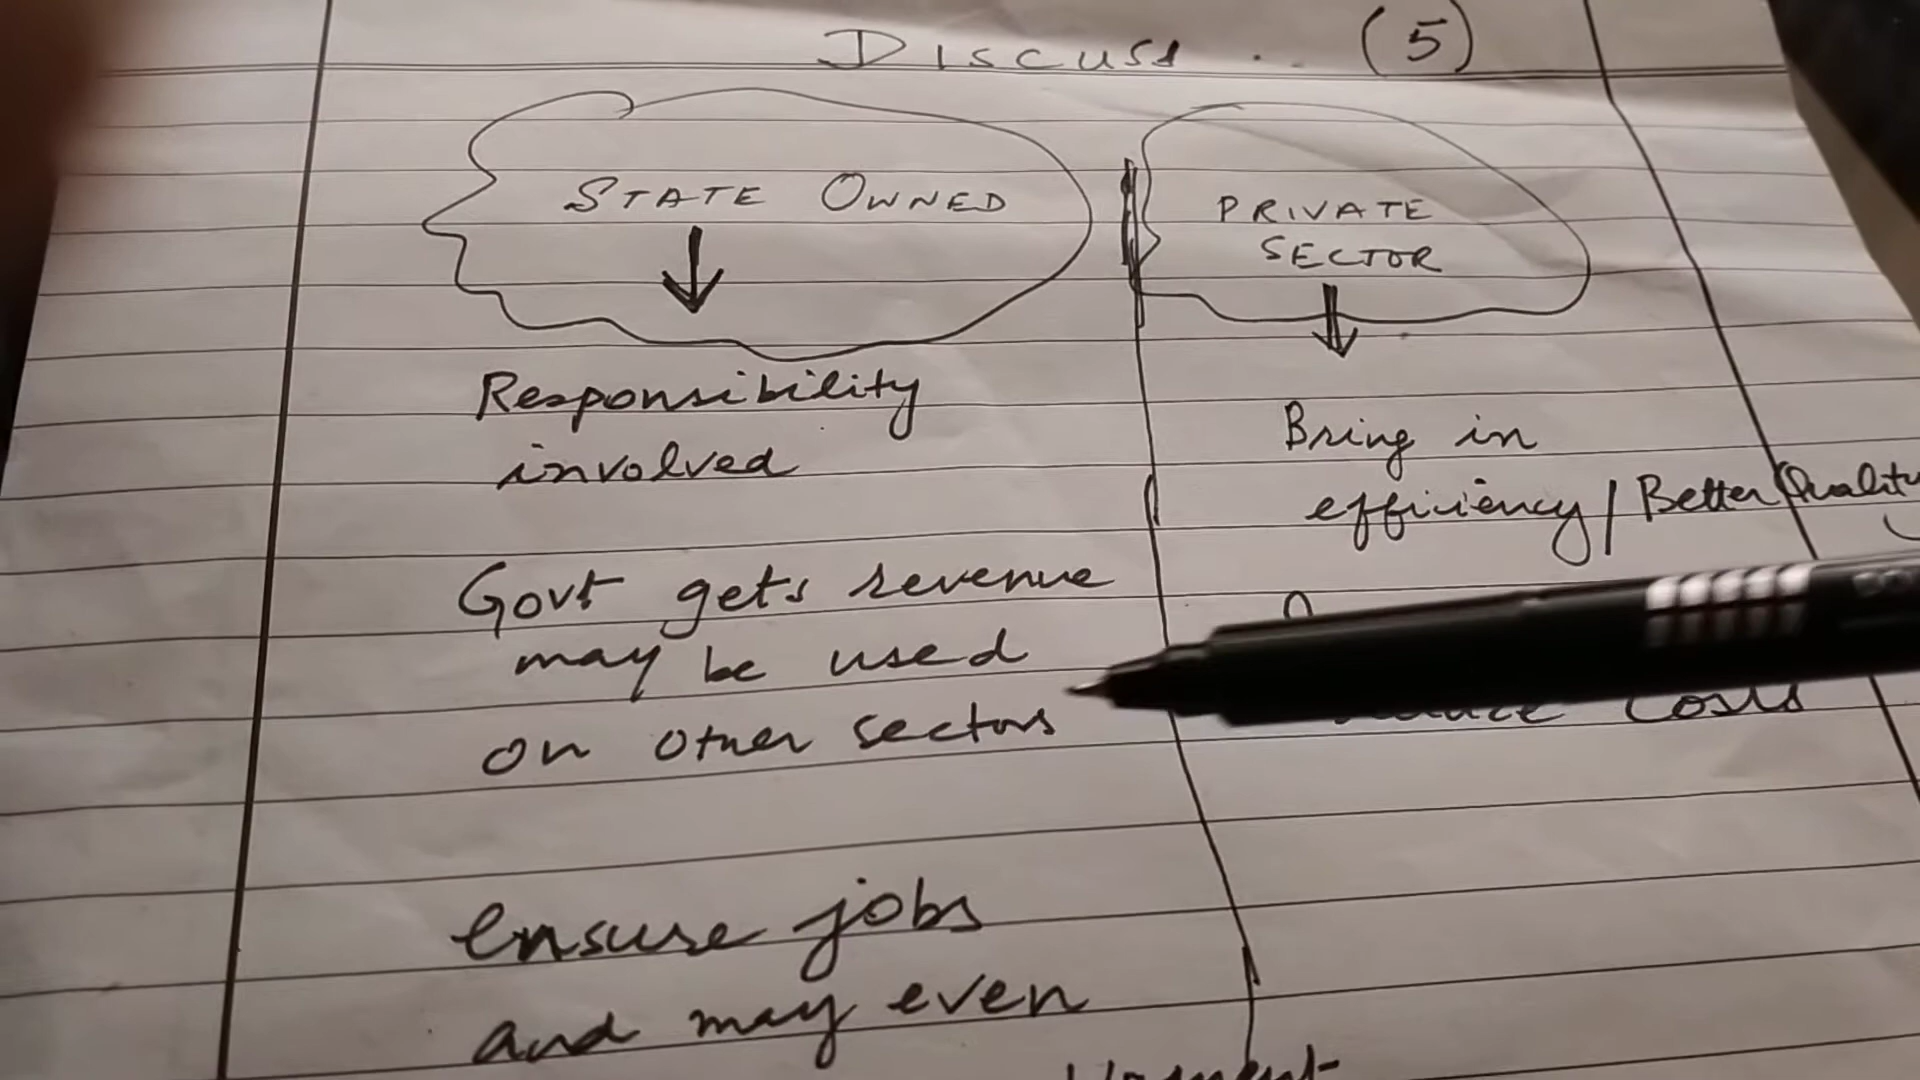 Discuss .. (5)
STATE OWNED
Responsibility
involved
Govt gets revenue
may be used
on other sectors
ensure jobs
and may even
PRIVATE
SECTOR
Bring in
efficiency / Better Quality
Costs